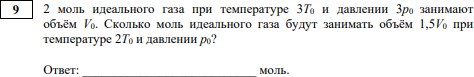 9
2 моль идеального газа при температуре 3T₀ и давлении 3p₀ занимают
объём V₀. Сколько моль идеального газа будут занимать объём 1,5V₀ при
температуре 2T₀ и давлении p₀?
Ответ: ____________________________ моль.